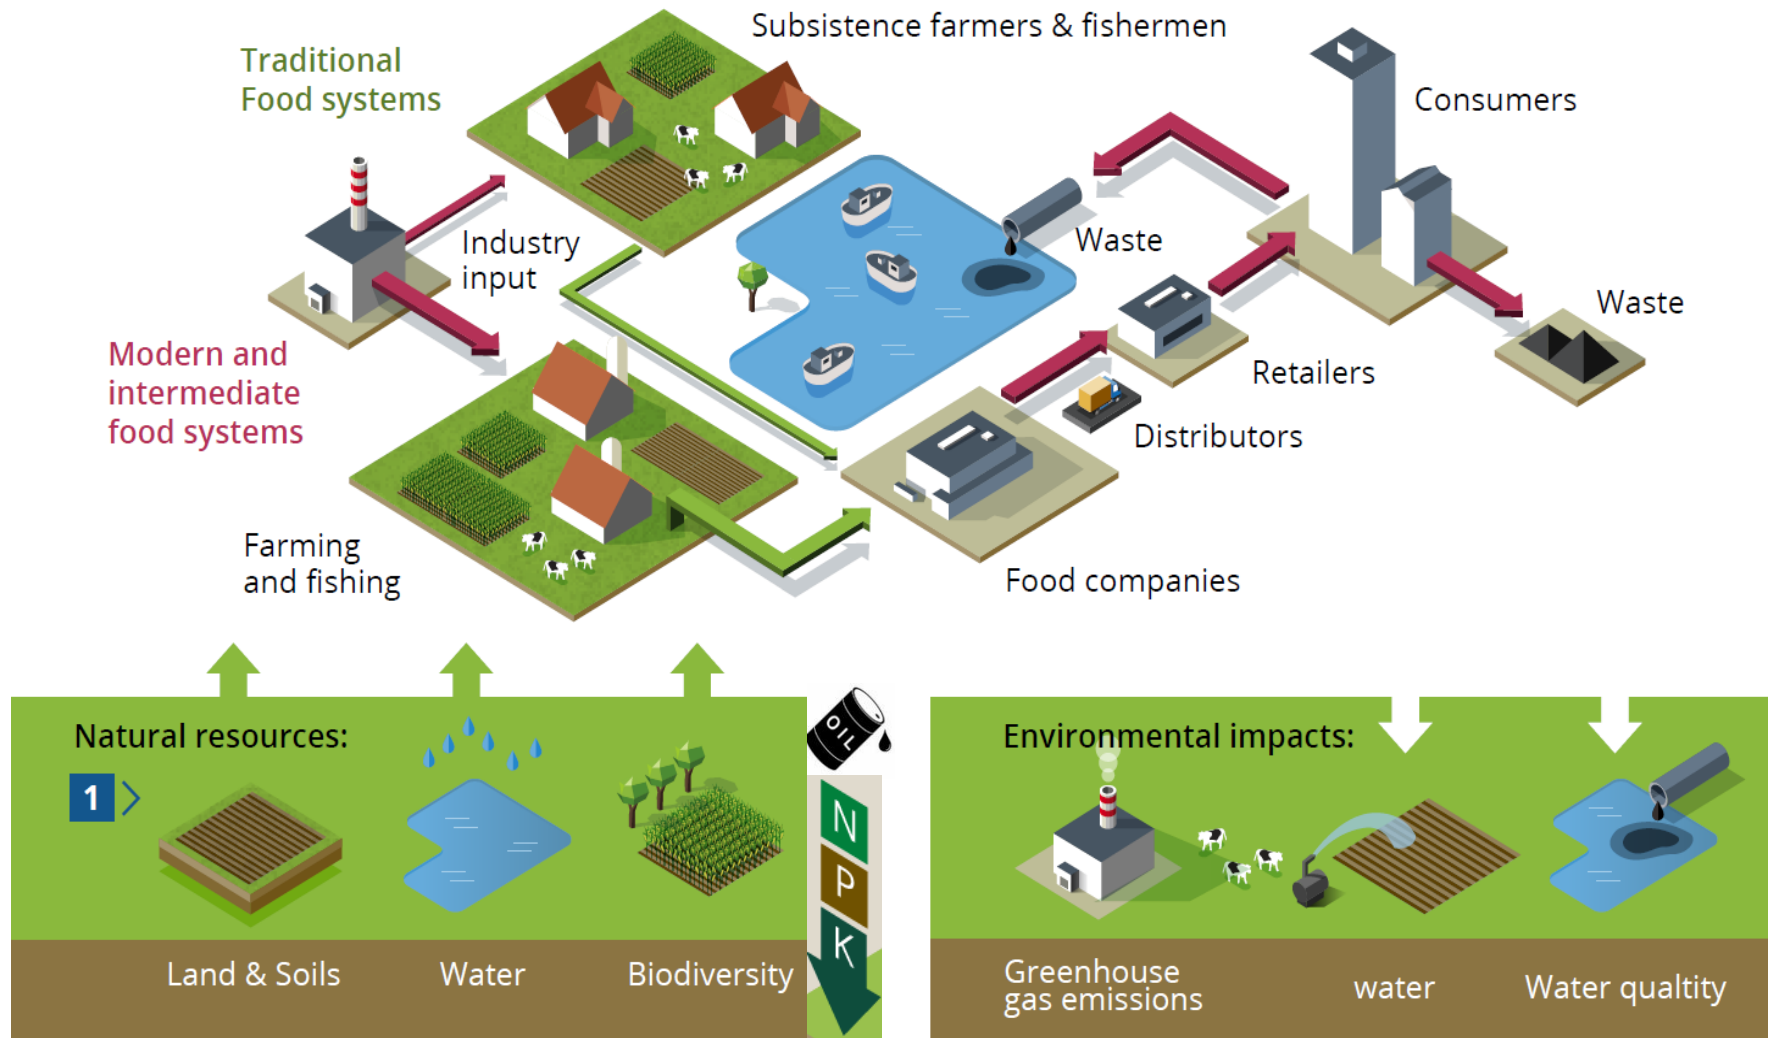 Subsistence farmers & fishermen
Traditional
Food systems
Consumers
Industry
input
Waste
Waste
Modern and
intermediate
food systems
Retailers
Distributors
Farming
and fishing
Food companies
Natural resources:
1
OIL
N
P
K
Land & Soils
Water
Biodiversity
Environmental impacts:
Greenhouse
gas emissions
water
Water qualtity